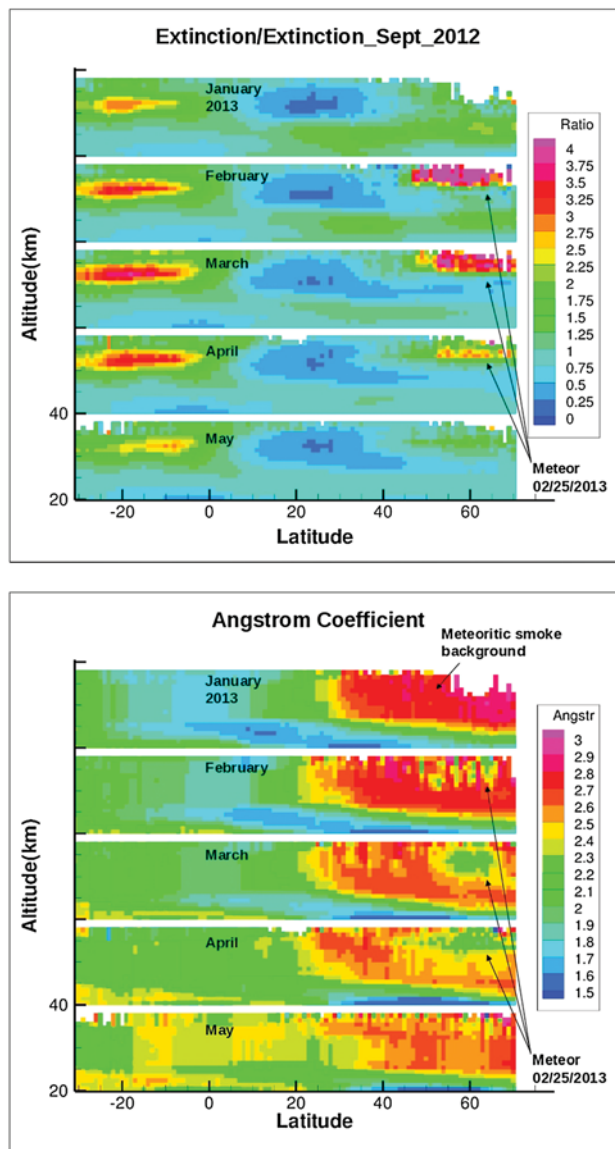 Extinction/Extinction_Sept_2012
January
2013
February
March
April
May
Altitude(km)
40
20
-20 0 20 40 60
Latitude
Ratio
4
3.75
3.5
3.25
3
2.75
2.5
2.25
2
1.75
1.5
1.25
1
0.75
0.5
0.25
0
Meteor
02/25/2013
Angstrom Coefficient
Meteoritic smoke
background
January
2013
February
March
April
May
Altitude(km)
40
20
-20 0 20 40 60
Latitude
Angstr
3
2.9
2.8
2.7
2.6
2.5
2.4
2.3
2.2
2.1
2
1.9
1.8
1.7
1.6
1.5
Meteor
02/25/2013